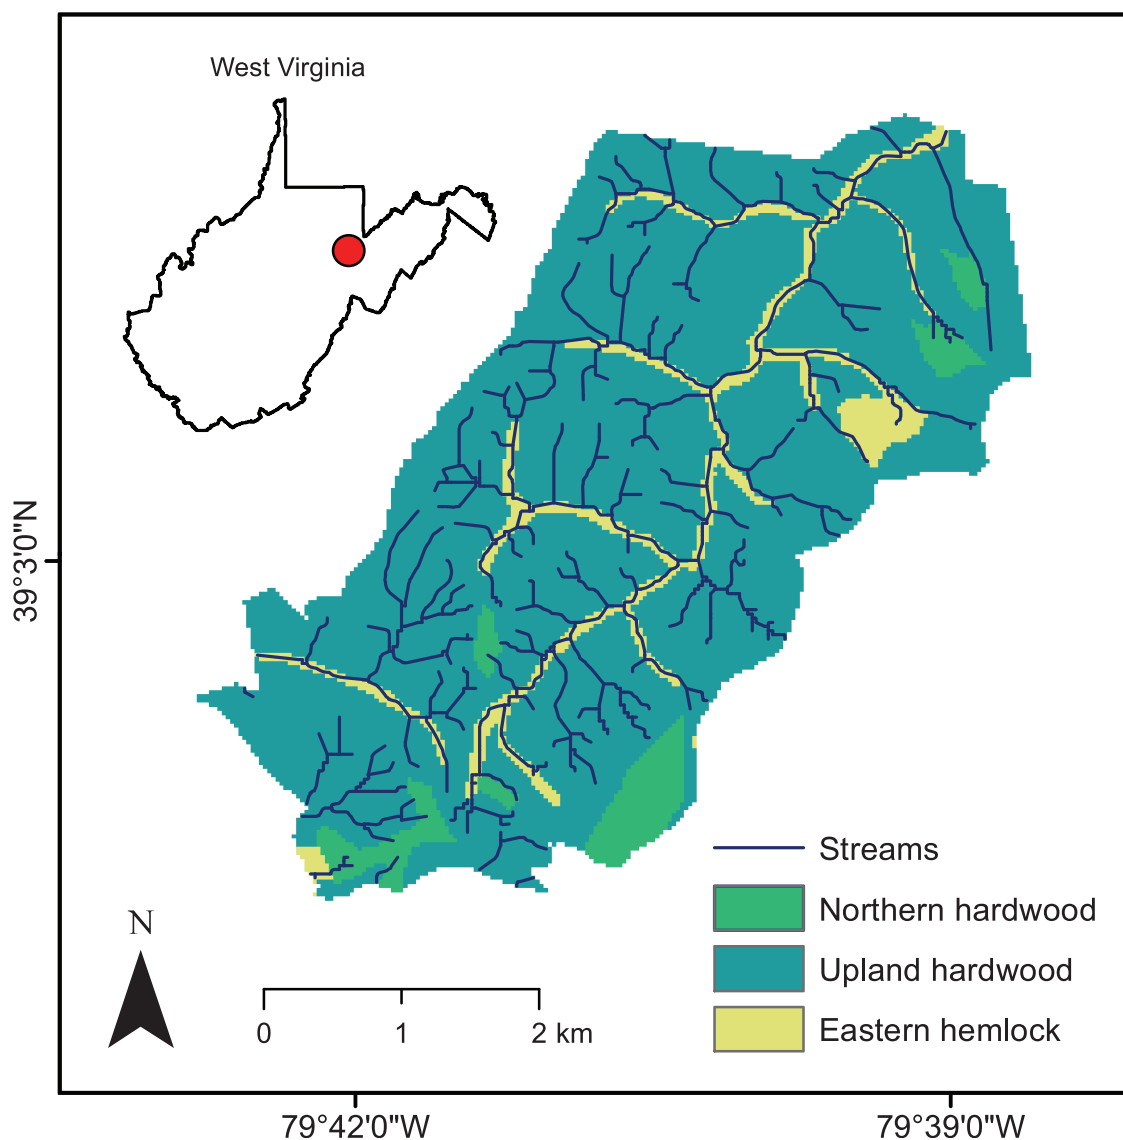 West Virginia
39°3'0"N
Streams
Northern hardwood
Upland hardwood
Eastern hemlock
N
0 1 2 km
79°42'0"W 79°39'0"W